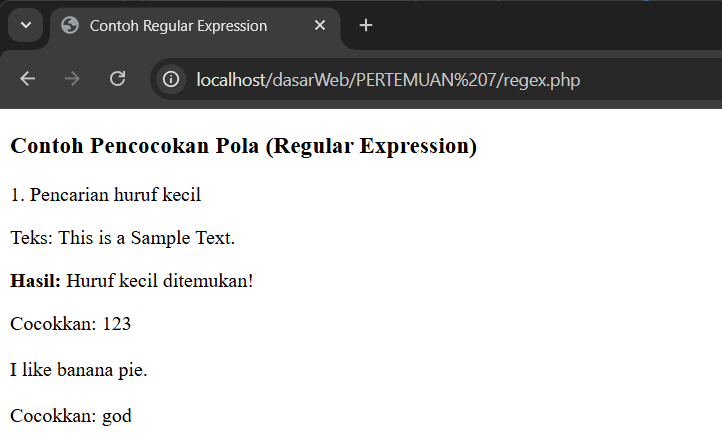 Contoh Regular Expression
localhost/dasarWeb/PERTEMUAN%207/regex.php
Contoh Pencocokan Pola (Regular Expression)
1. Pencarian huruf kecil
Teks: This is a Sample Text.
Hasil: Huruf kecil ditemukan!
Cocokkan: 123
I like banana pie.
Cocokkan: god